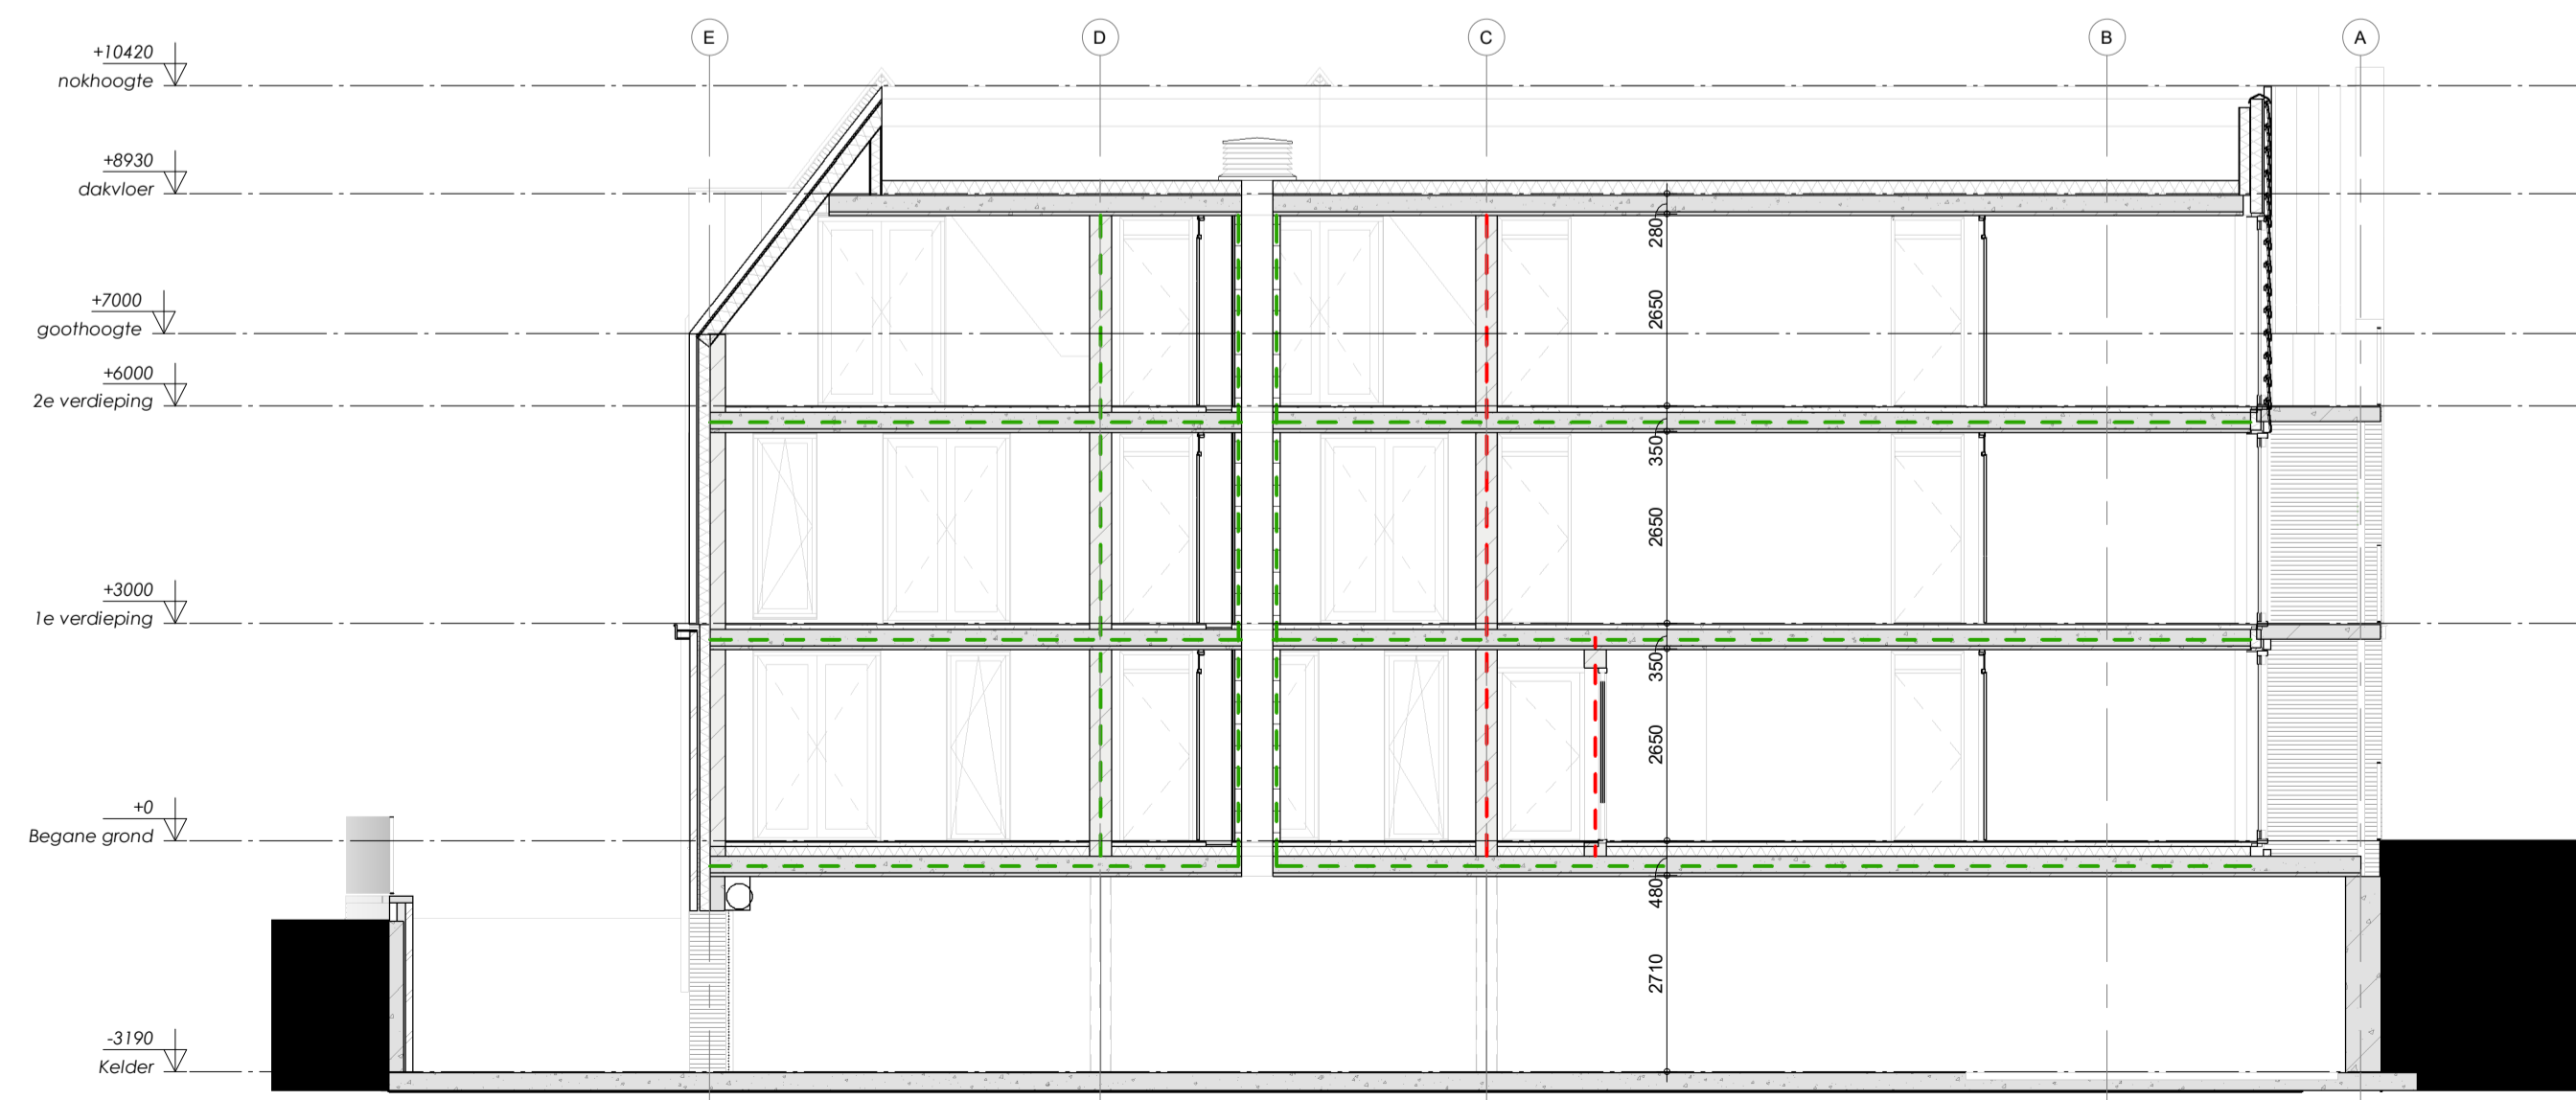 E
D
C
B
A
+10420
nokhoogte
+8930
dakvloer
280
+7000
goothoogte
2650
+6000
2e verdieping
350
2650
+3000
1e verdieping
350
2650
+0
Begane grond
480
2710
-3190
Kelder